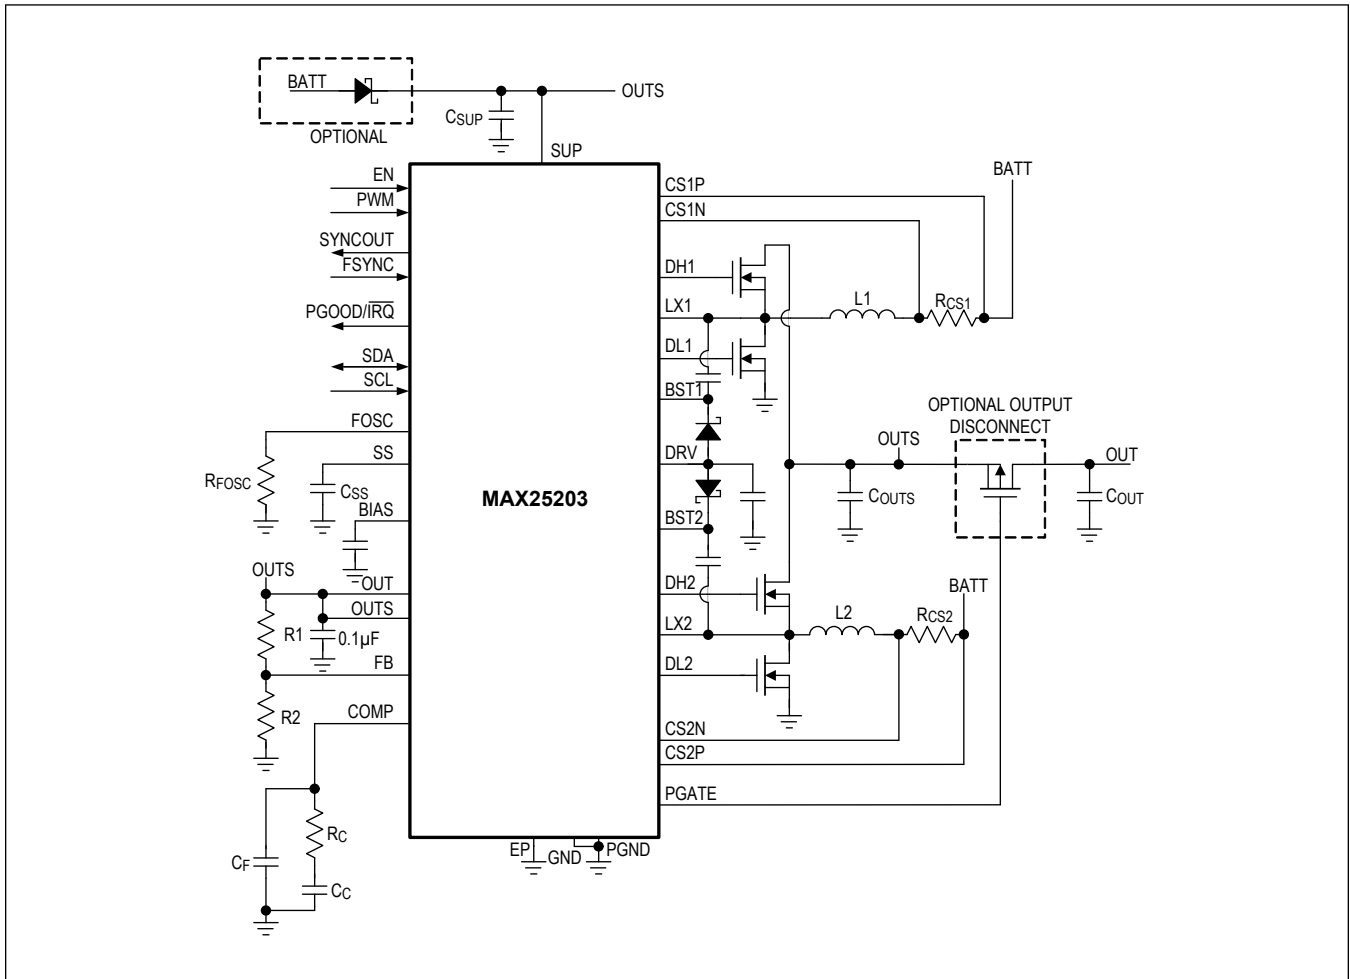 BATT
OPTIONAL
OUTS
CSUP
SUP
BATT
EN
PWM
SYNCOUT
FSYNC
PGOOD/IRQ
SDA
SCL
FOSC
RFOSC
SS
CSS
BIAS
OUTS
OUT
OUTS
R1
0.1µF
FB
R2
COMP
RC
CF
CC
MAX25203
EP
GND
PGND
CS1P
CS1N
DH1
LX1
L1
RCS1
DL1
BST1
DRV
BST2
DH2
LX2
L2
RCS2
BATT
DL2
CS2N
CS2P
PGATE
OUTS
COUTS
OPTIONAL OUTPUT
DISCONNECT
OUT
COUT